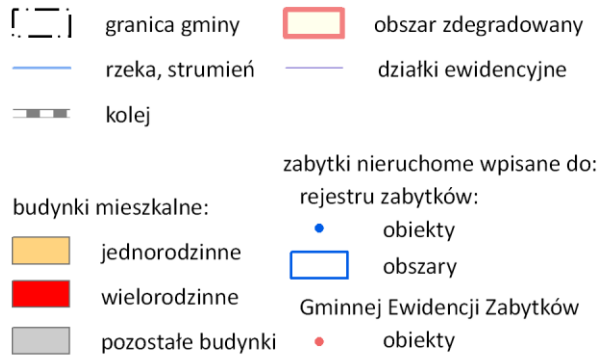 granica gminy
rzeka, strumień
kolej
obszar zdegradowany
działki ewidencyjne
budynki mieszkalne:
jednorodzinne
wielorodzinne
pozostałe budynki
zabytki nieruchome wpisane do:
rejestru zabytków:
obiekty
obszary
Gminnej Ewidencji Zabytków
obiekty